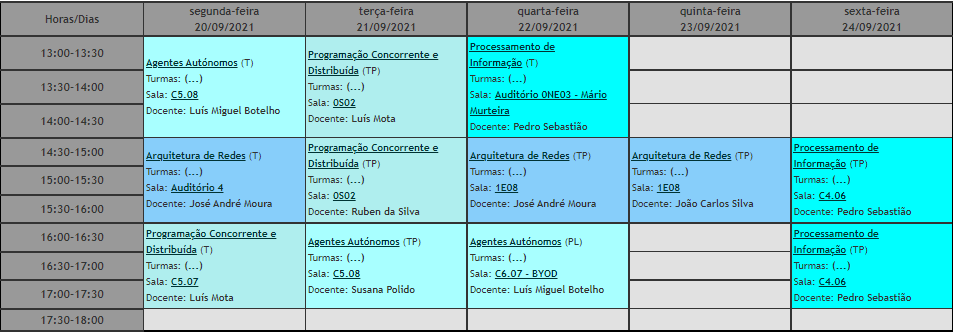 Horas/Dias
segunda-feira
20/09/2021
terça-feira
21/09/2021
quarta-feira
22/09/2021
quinta-feira
23/09/2021
sexta-feira
24/09/2021
13:00-13:30
13:30-14:00
14:00-14:30
Agentes Autónomos (T)
Turmas: (...)
Sala: C5.08
Docente: Luís Miguel Botelho
Programação Concorrente e
Distribuída (TP)
Turmas: (...)
Sala: 0S02
Docente: Luís Mota
Processamento de
Informação (T)
Turmas: (...)
Sala: Auditório 0NE03 - Mário
Murteira
Docente: Pedro Sebastião
14:30-15:00
15:00-15:30
15:30-16:00
Arquitetura de Redes (T)
Turmas: (...)
Sala: Auditório 4
Docente: José André Moura
Programação Concorrente e
Distribuída (TP)
Turmas: (...)
Sala: 0S02
Docente: Ruben da Silva
Arquitetura de Redes (TP)
Turmas: (...)
Sala: 1E08
Docente: José André Moura
Arquitetura de Redes (TP)
Turmas: (...)
Sala: 1E08
Docente: João Carlos Silva
Processamento de
Informação (TP)
Turmas: (...)
Sala: C4.06
Docente: Pedro Sebastião
16:00-16:30
16:30-17:00
17:00-17:30
Programação Concorrente e
Distribuída (T)
Turmas: (...)
Sala: C5.07
Docente: Luís Mota
Agentes Autónomos (TP)
Turmas: (...)
Sala: C5.08
Docente: Susana Polido
Agentes Autónomos (PL)
Turmas: (...)
Sala: C6.07 - BYOD
Docente: Luís Miguel Botelho
Processamento de
Informação (TP)
Turmas: (...)
Sala: C4.06
Docente: Pedro Sebastião
17:30-18:00